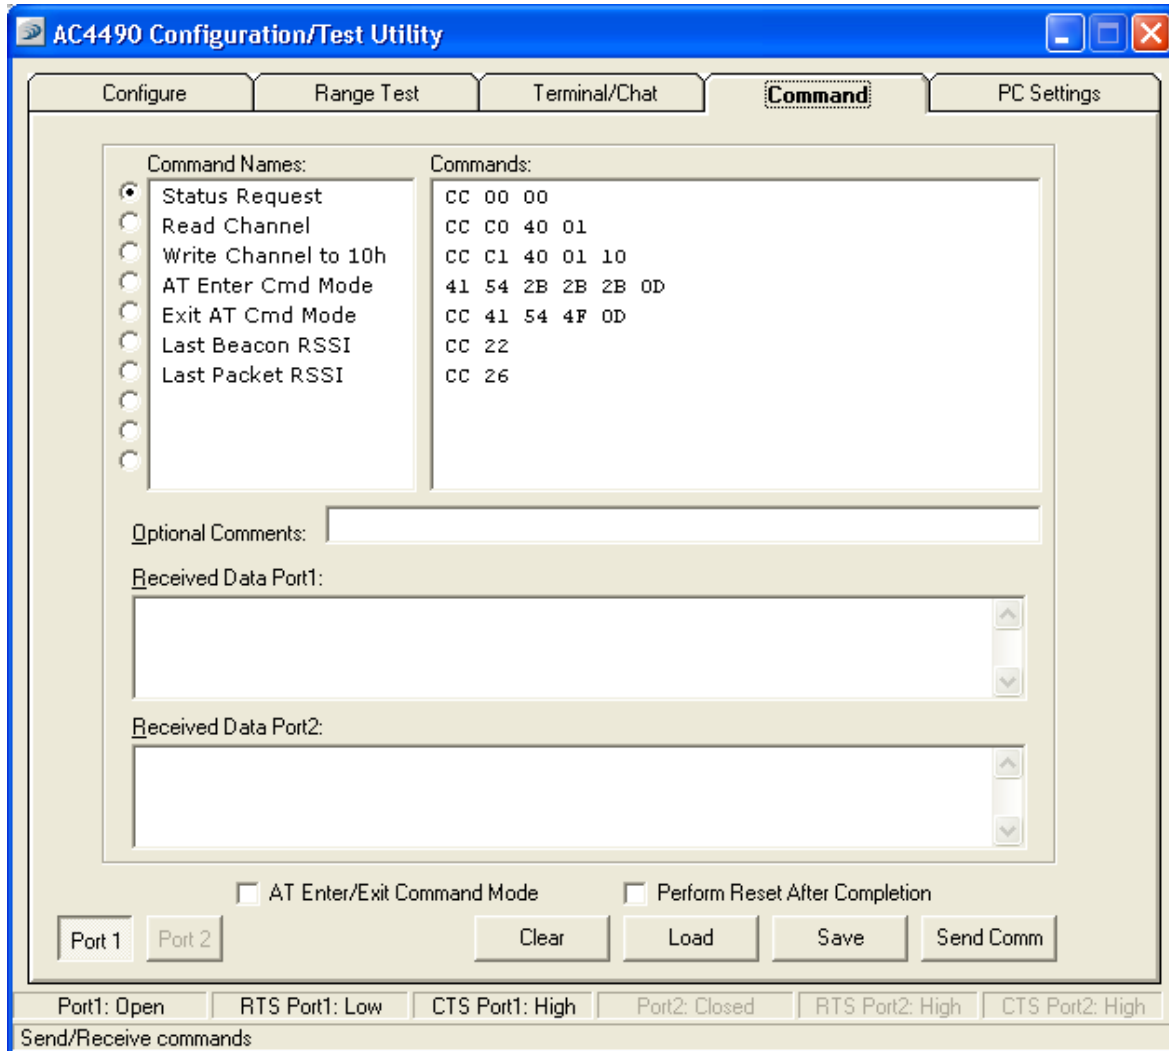 AC4490 Configuration/Test Utility
Configure Range Test Terminal/Chat Command PC Settings
Command Names: Commands:
Status Request CC 00 00
Read Channel CC C0 40 01
Write Channel to 10h CC C1 40 01 10
AT Enter Cmd Mode 41 54 2B 2B 2B 0D
Exit AT Cmd Mode CC 41 54 4F 0D
Last Beacon RSSI CC 22
Last Packet RSSI CC 26
Optional Comments:
Received Data Port1:
Received Data Port2:
AT Enter/Exit Command Mode Perform Reset After Completion
Port 1 Port 2 Clear Load Save Send Comm
Port1: Open RTS Port1: Low CTS Port1: High Port2: Closed RTS Port2: High CTS Port2: High
Send/Receive commands